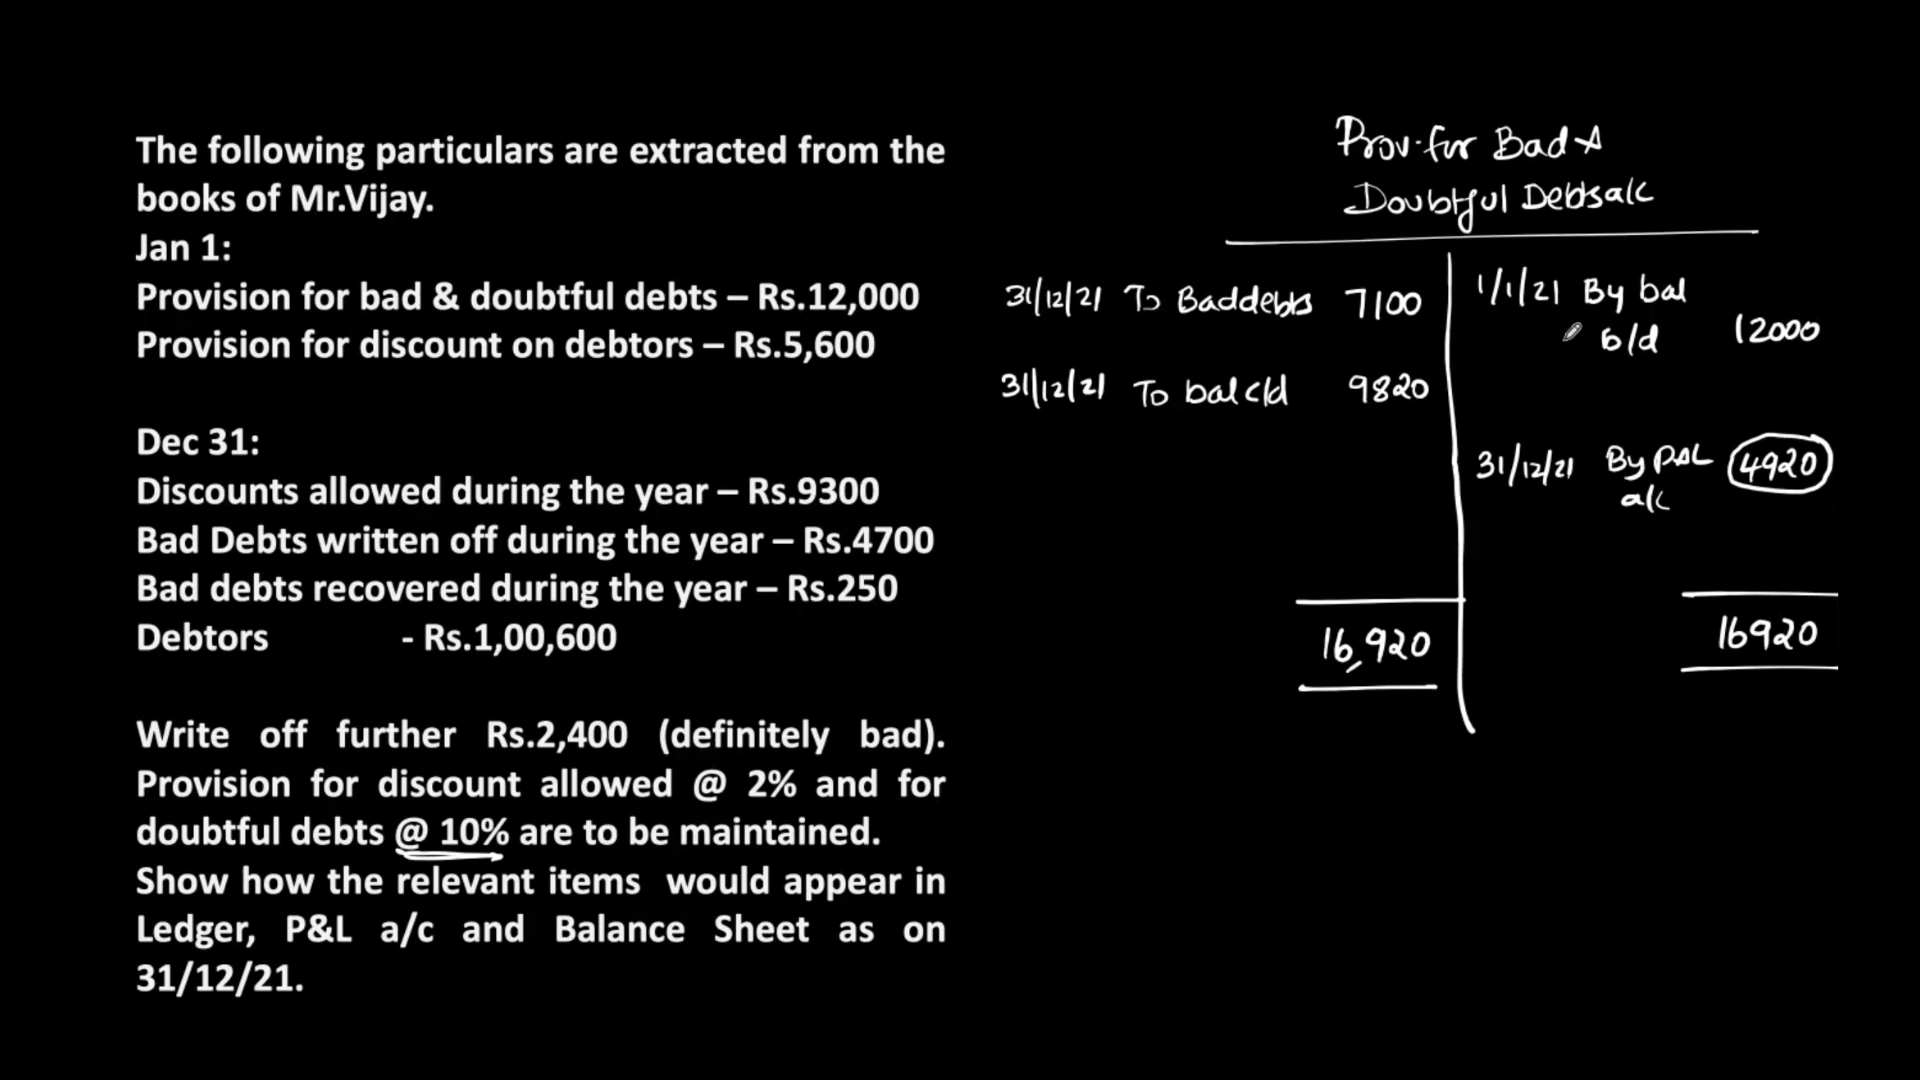 The following particulars are extracted from the
books of Mr.Vijay.
Jan 1:
Provision for bad & doubtful debts – Rs.12,000
Provision for discount on debtors – Rs.5,600
Dec 31:
Discounts allowed during the year – Rs.9300
Bad Debts written off during the year – Rs.4700
Bad debts recovered during the year – Rs.250
Debtors - Rs.1,00,600
Write off further Rs.2,400 (definitely bad).
Provision for discount allowed @ 2% and for
doubtful debts @ 10% are to be maintained.
Show how the relevant items would appear in
Ledger, P&L a/c and Balance Sheet as on
31/12/21.
Prov. for Bad &
Doubtful Debts a/c
31/12/21 To Bad debts 7100
31/12/21 To bal c/d 9820
16,920
1/1/21 By bal
b/d 12000
31/12/21 By P&L 4920
a/c
16920